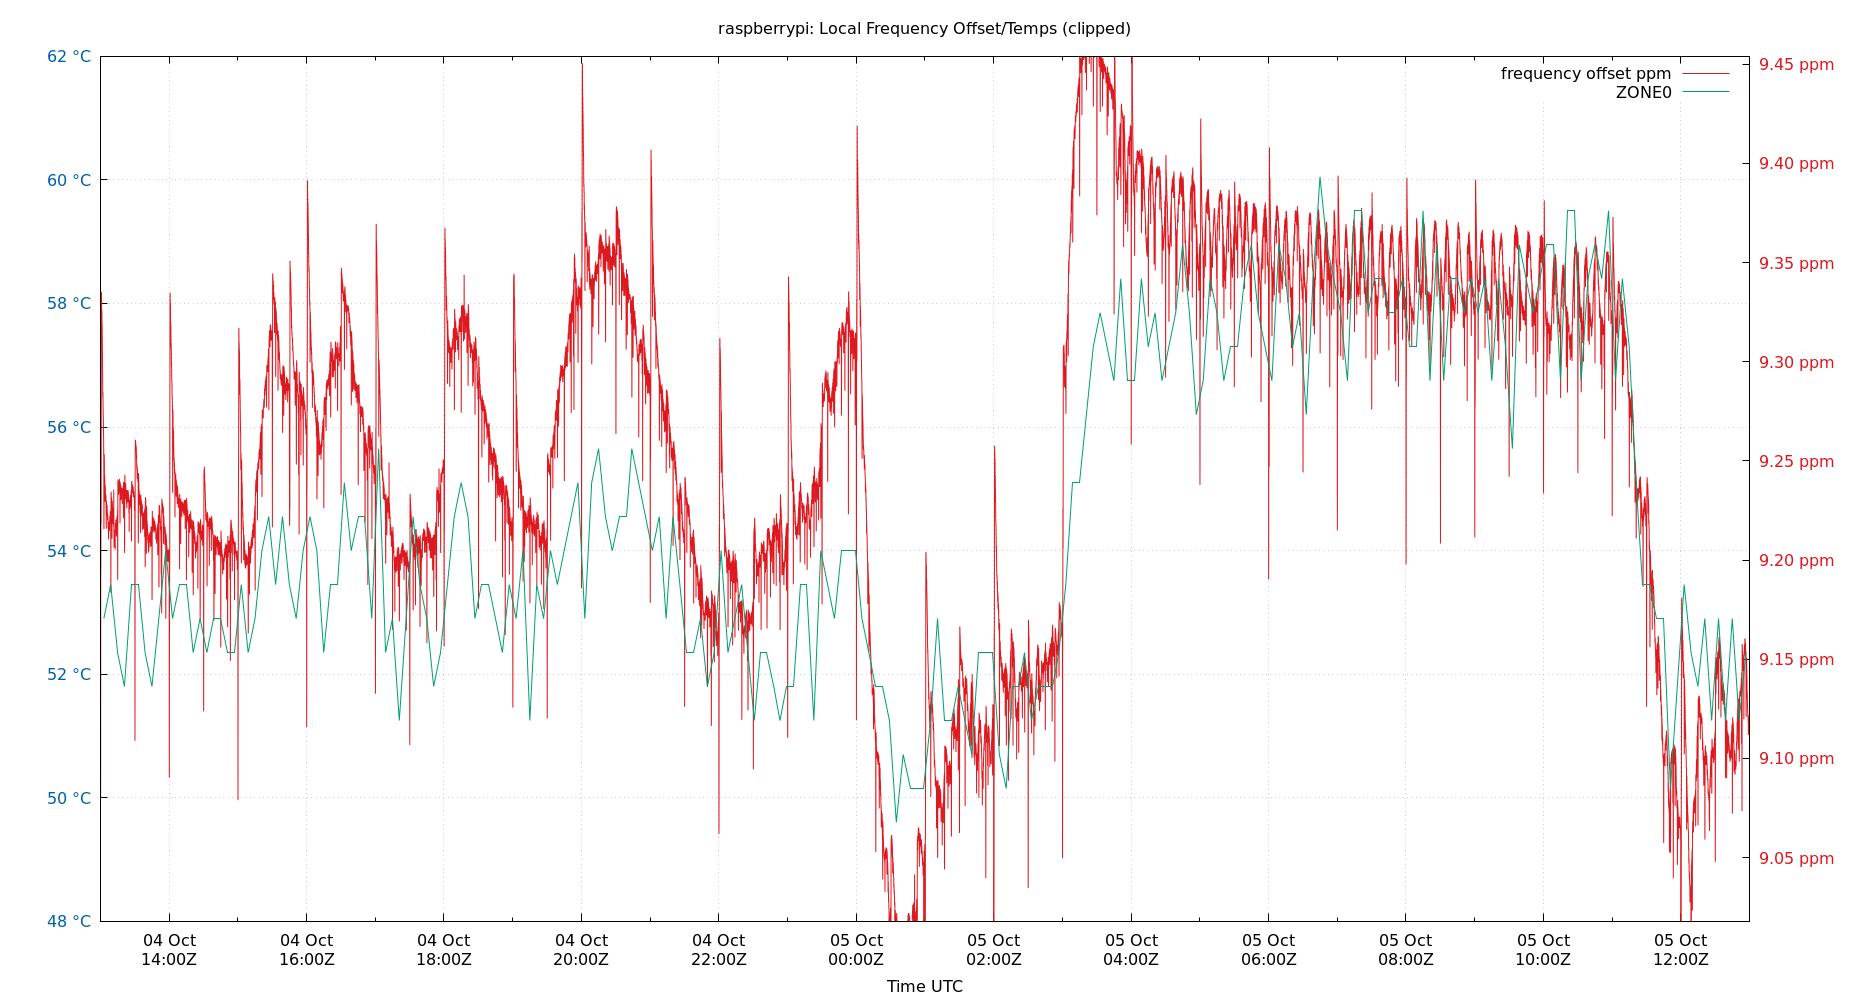 raspberrypi: Local Frequency Offset/Temps (clipped)
frequency offset ppm
ZONE0
62 °C
60 °C
58 °C
56 °C
54 °C
52 °C
50 °C
48 °C
9.45 ppm
9.40 ppm
9.35 ppm
9.30 ppm
9.25 ppm
9.20 ppm
9.15 ppm
9.10 ppm
9.05 ppm
04 Oct 04 Oct 04 Oct 04 Oct 04 Oct 05 Oct 05 Oct 05 Oct 05 Oct 05 Oct 05 Oct 05 Oct
14:00Z 16:00Z 18:00Z 20:00Z 22:00Z 00:00Z 02:00Z 04:00Z 06:00Z 08:00Z 10:00Z 12:00Z
Time UTC